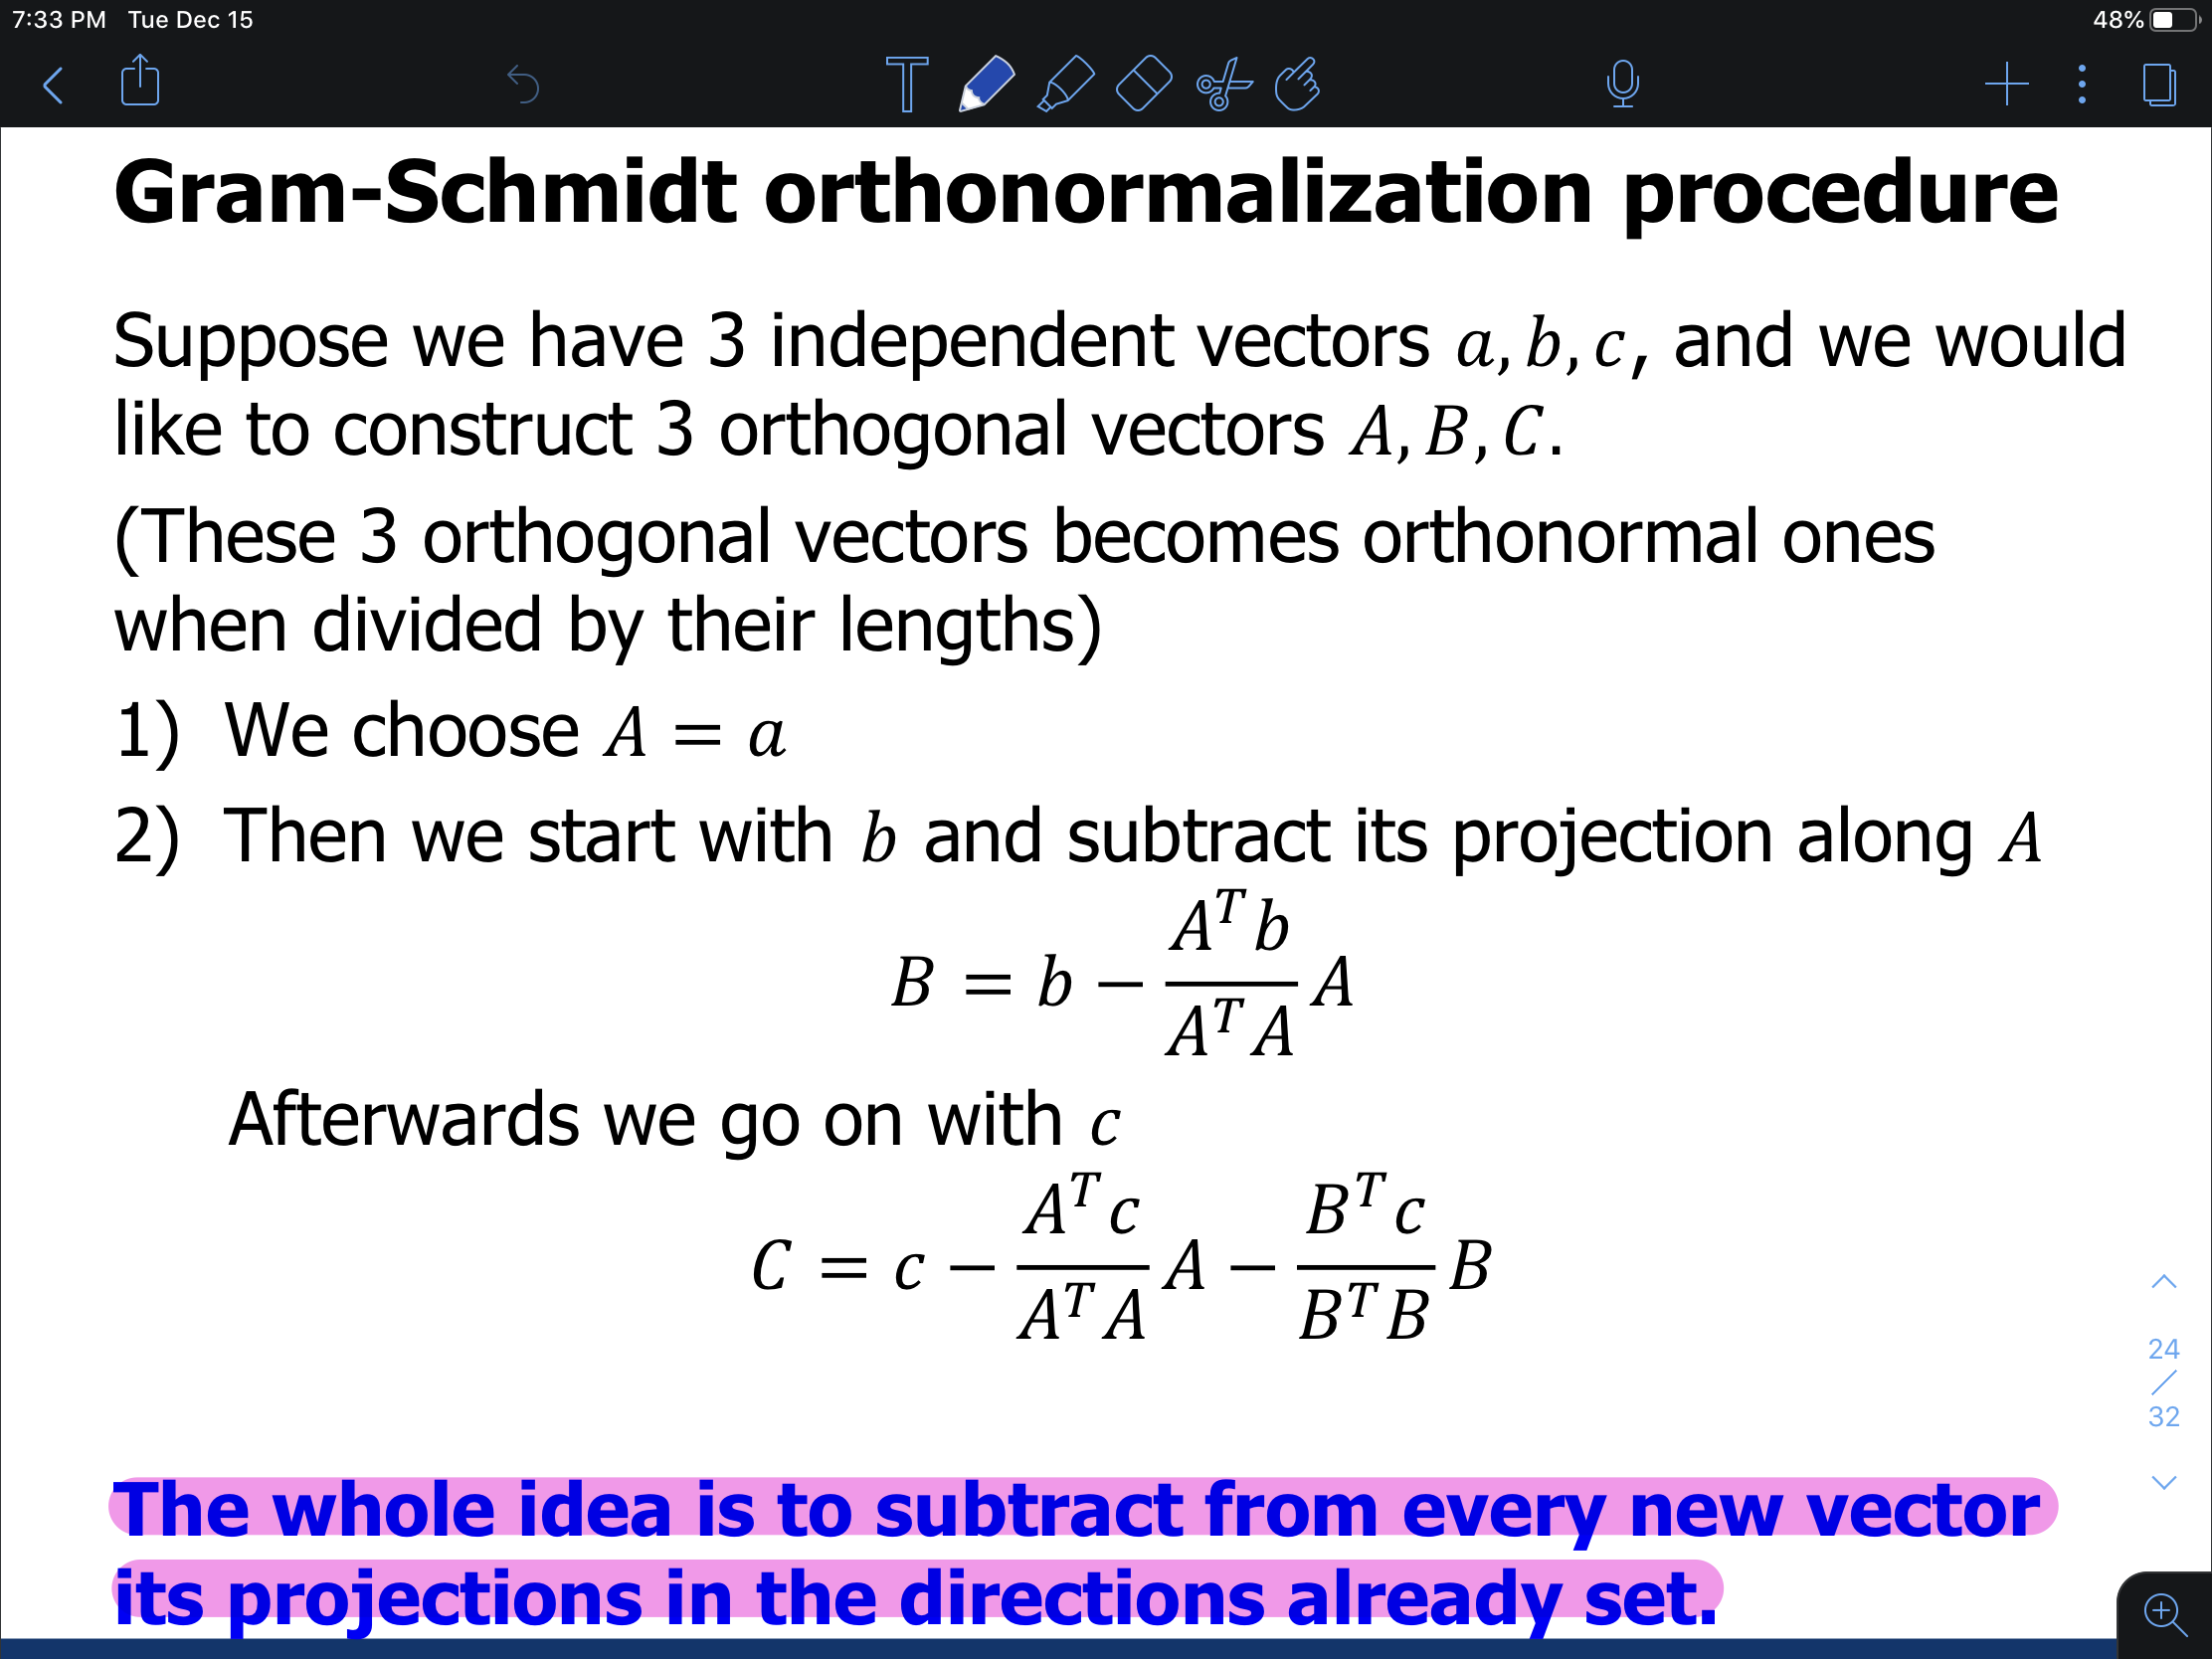 7:33 PM Tue Dec 15
48%
T
Gram-Schmidt orthonormalization procedure
Suppose we have 3 independent vectors a, b, c, and we would
like to construct 3 orthogonal vectors A, B, C.
(These 3 orthogonal vectors becomes orthonormal ones
when divided by their lengths)
1) We choose A = a
2) Then we start with b and subtract its projection along A
B = b − (A^T b)/(A^T A) A
Afterwards we go on with c
C = c − (A^T c)/(A^T A) A − (B^T c)/(B^T B) B
24
/
32
The whole idea is to subtract from every new vector
its projections in the directions already set.